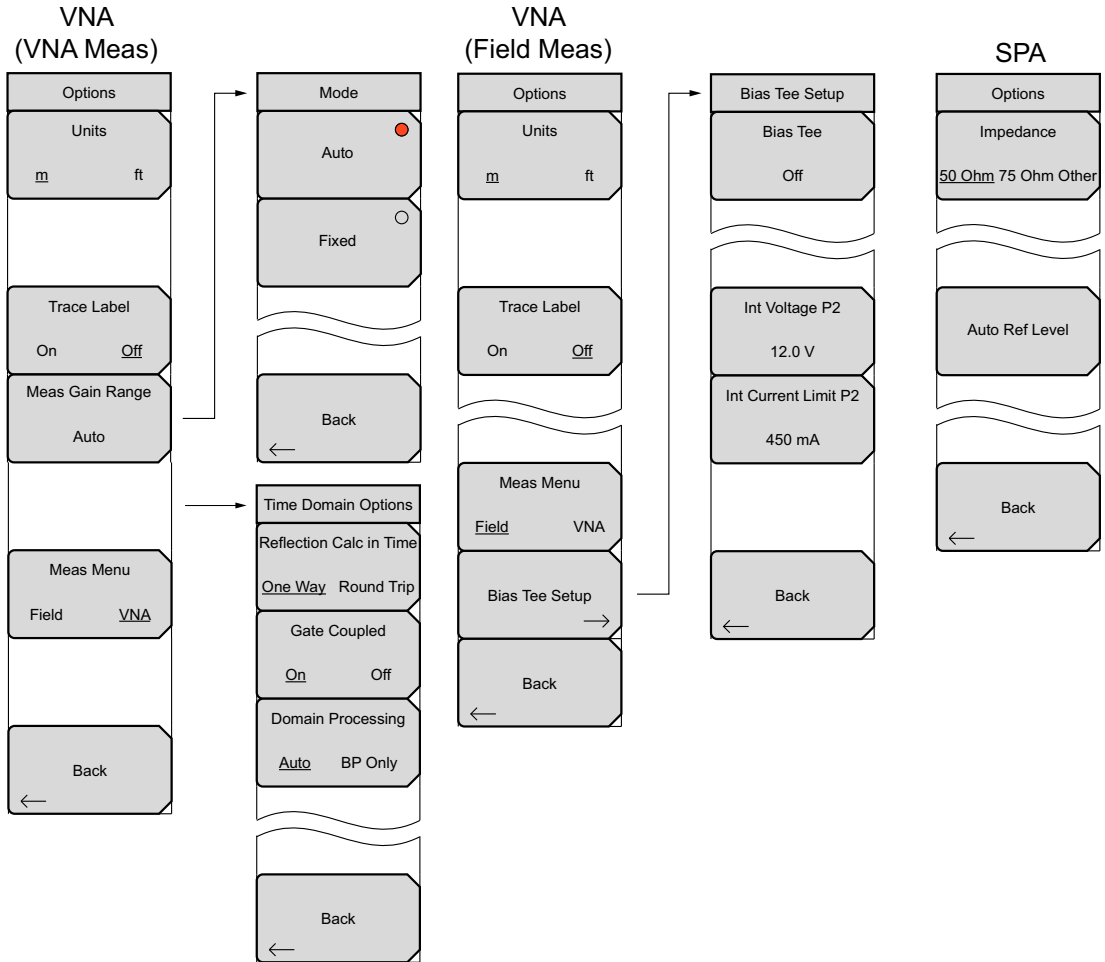 VNA
(VNA Meas)
Options
Units
m ft
Trace Label
On Off
Meas Gain Range
Auto
Meas Menu
Field VNA
Back
Mode
Auto
Fixed
Back
Time Domain Options
Reflection Calc in Time
One Way Round Trip
Gate Coupled
On Off
Domain Processing
Auto BP Only
Back
VNA
(Field Meas)
Options
Units
m ft
Trace Label
On Off
Meas Menu
Field VNA
Bias Tee Setup
Back
Bias Tee Setup
Bias Tee
Off
Int Voltage P2
12.0 V
Int Current Limit P2
450 mA
Back
SPA
Options
Impedance
50 Ohm 75 Ohm Other
Auto Ref Level
Back